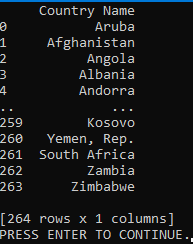 Country Name
0 Aruba
1 Afghanistan
2 Angola
3 Albania
4 Andorra
.. ...
259 Kosovo
260 Yemen, Rep.
261 South Africa
262 Zambia
263 Zimbabwe
[264 rows x 1 columns]
PRESS ENTER TO CONTINUE.